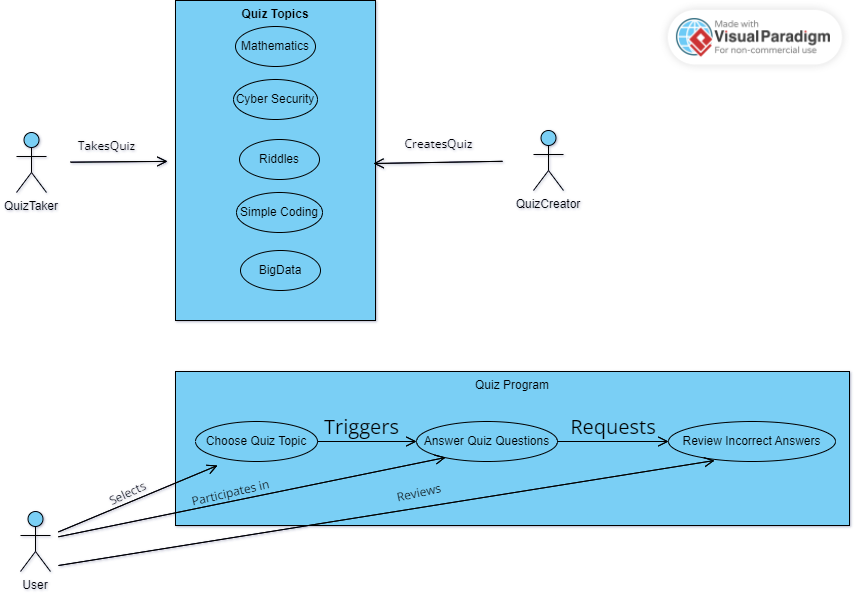 Quiz Topics
Mathematics
Cyber Security
Riddles
Simple Coding
BigData
TakesQuiz
QuizTaker
CreatesQuiz
QuizCreator
Made with
Visual Paradigm
For non-commercial use
Quiz Program
Choose Quiz Topic
Triggers
Answer Quiz Questions
Requests
Review Incorrect Answers
Selects
Participates in
Reviews
User